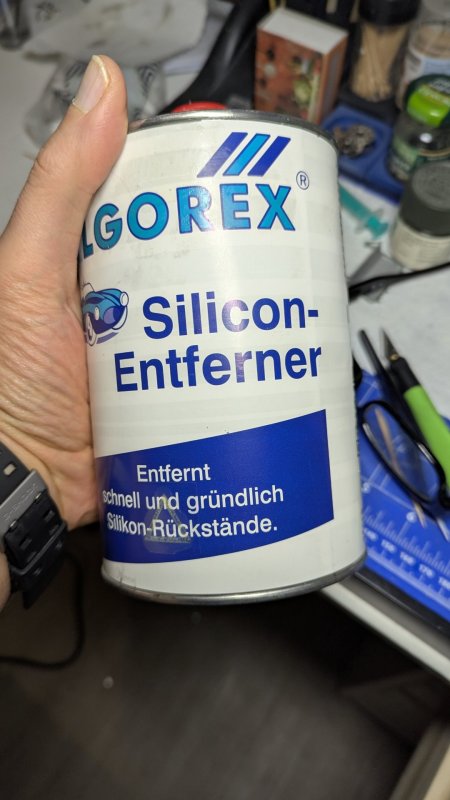 LGOREX®
Silicon-
Entferner
Entfernt
schnell und gründlich
Silikon-Rückstände.